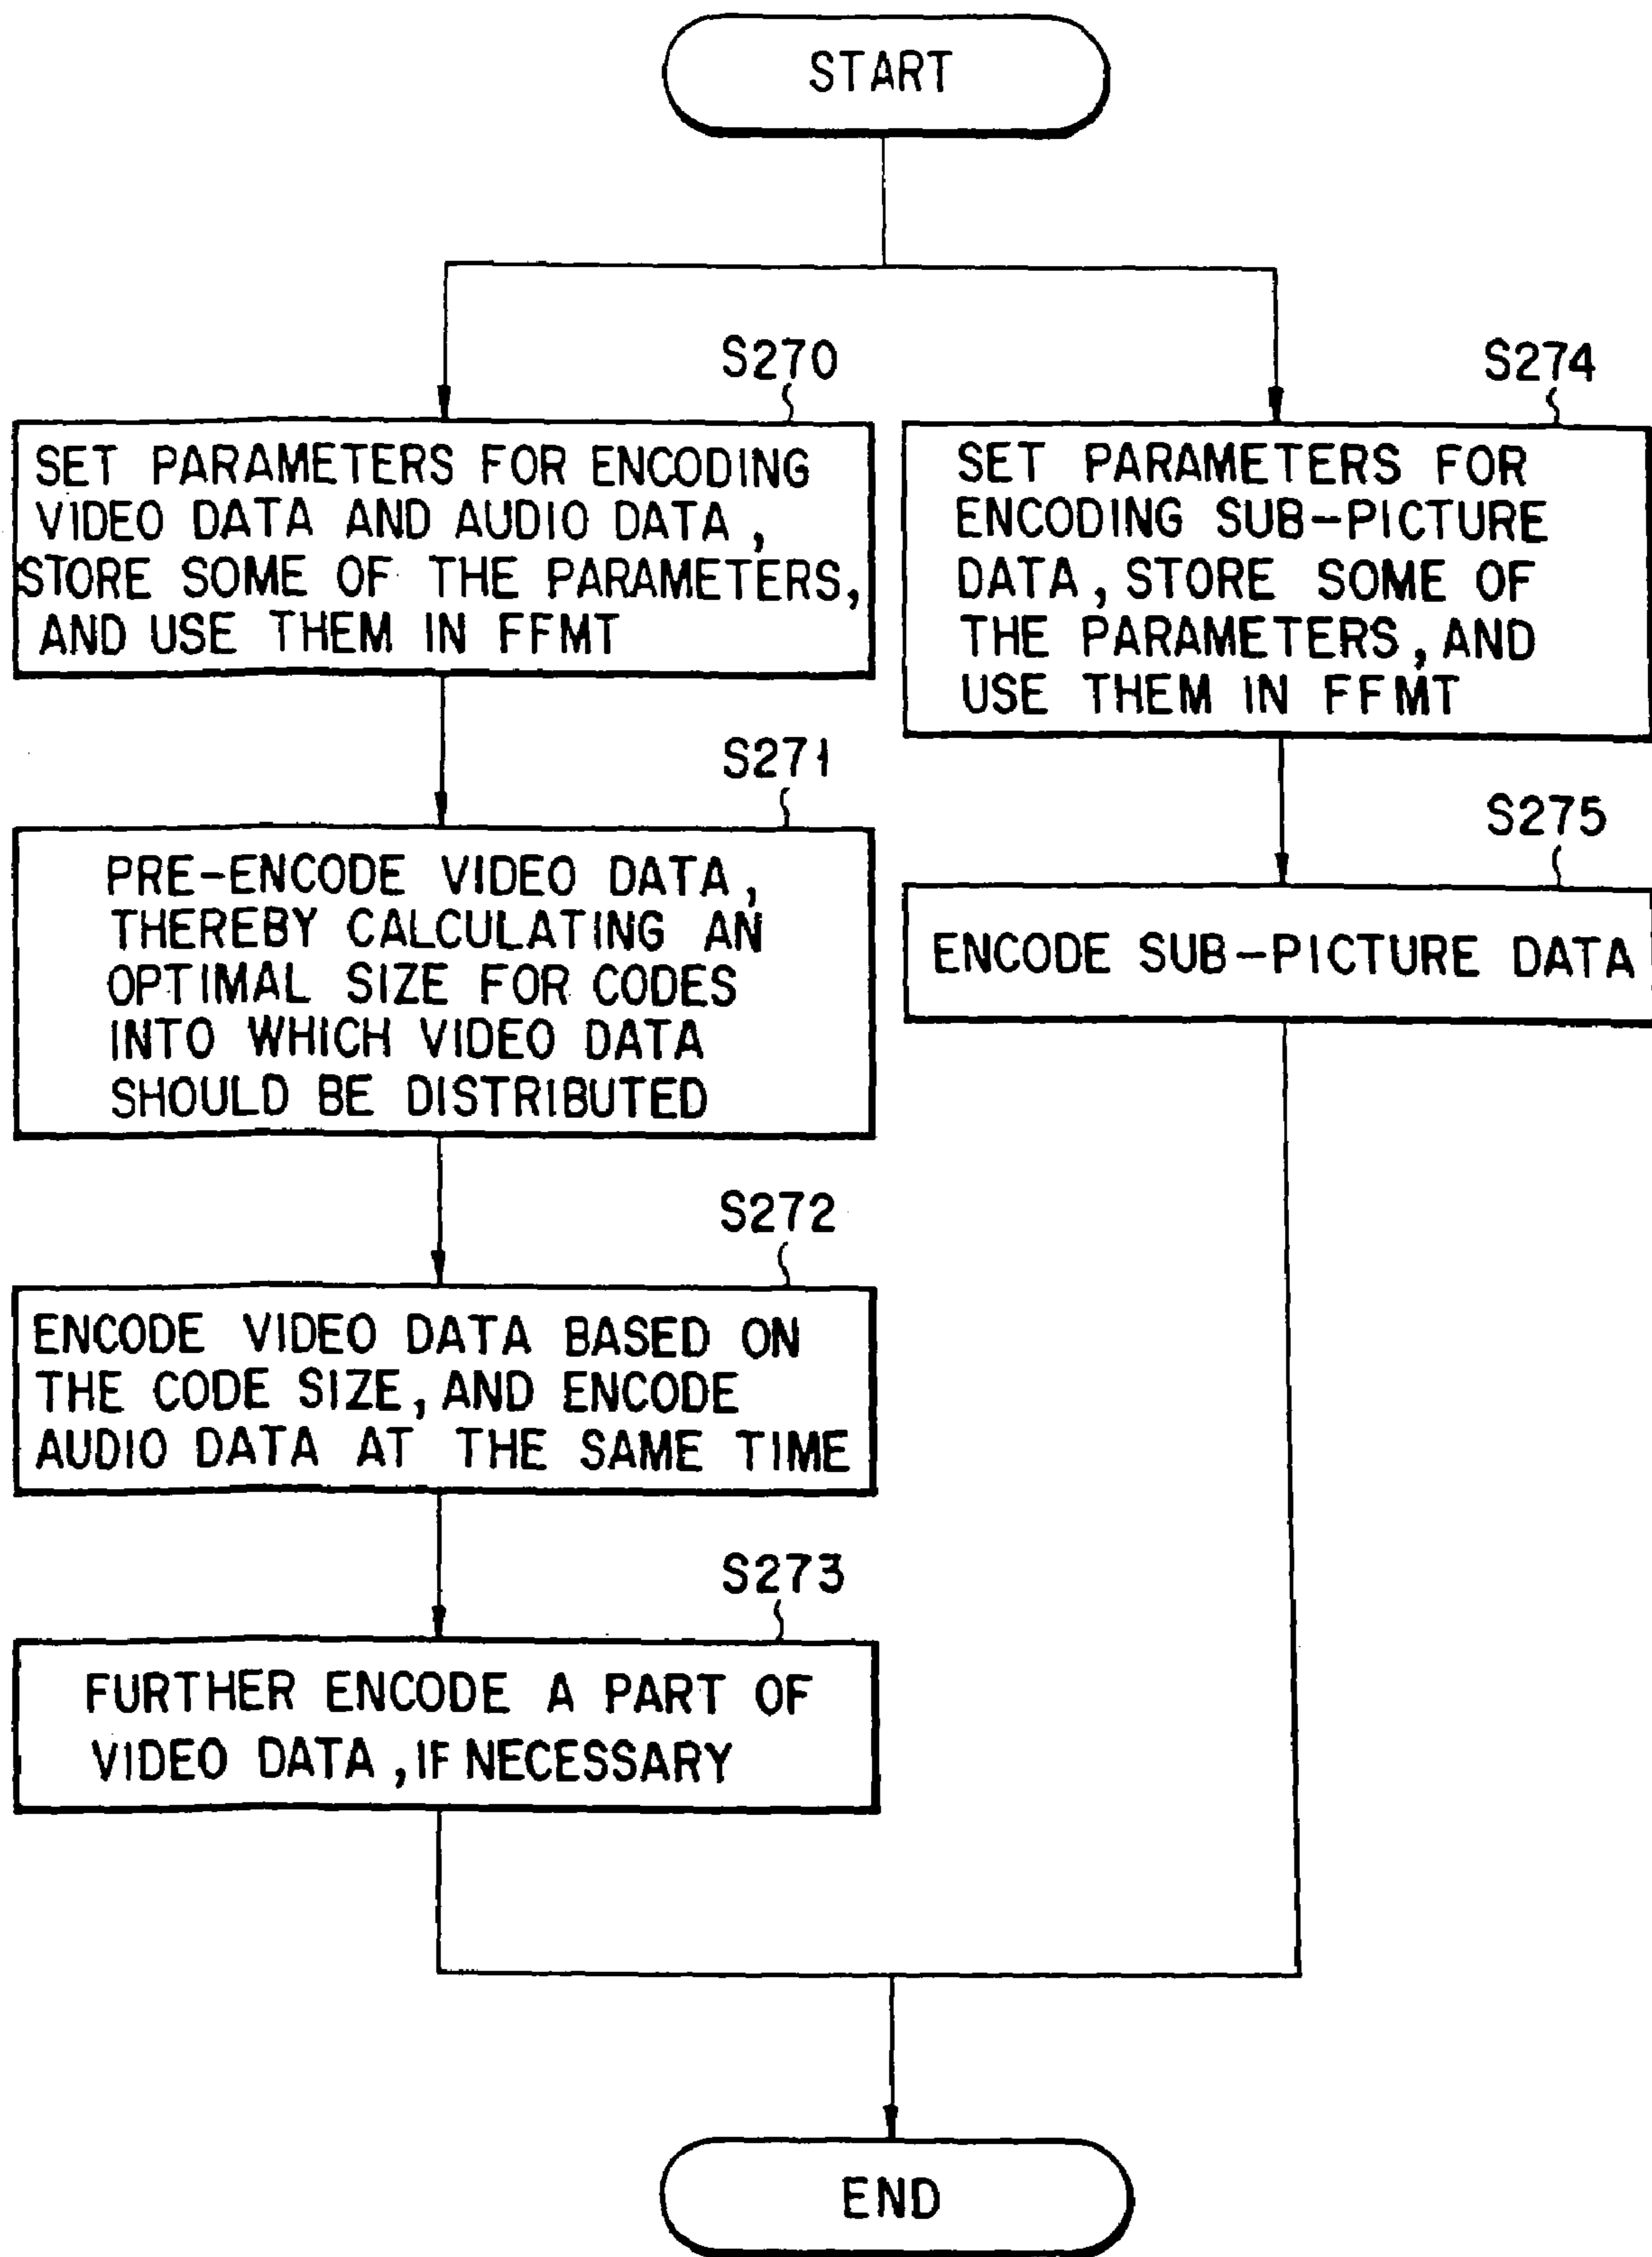 START
S270
SET PARAMETERS FOR ENCODING
VIDEO DATA AND AUDIO DATA,
STORE SOME OF THE PARAMETERS,
AND USE THEM IN FFMT
S271
PRE-ENCODE VIDEO DATA,
THEREBY CALCULATING AN
OPTIMAL SIZE FOR CODES
INTO WHICH VIDEO DATA
SHOULD BE DISTRIBUTED
S272
ENCODE VIDEO DATA BASED ON
THE CODE SIZE, AND ENCODE
AUDIO DATA AT THE SAME TIME
S273
FURTHER ENCODE A PART OF
VIDEO DATA, IF NECESSARY
S274
SET PARAMETERS FOR
ENCODING SUB-PICTURE
DATA, STORE SOME OF
THE PARAMETERS, AND
USE THEM IN FFMT
S275
ENCODE SUB-PICTURE DATA
END